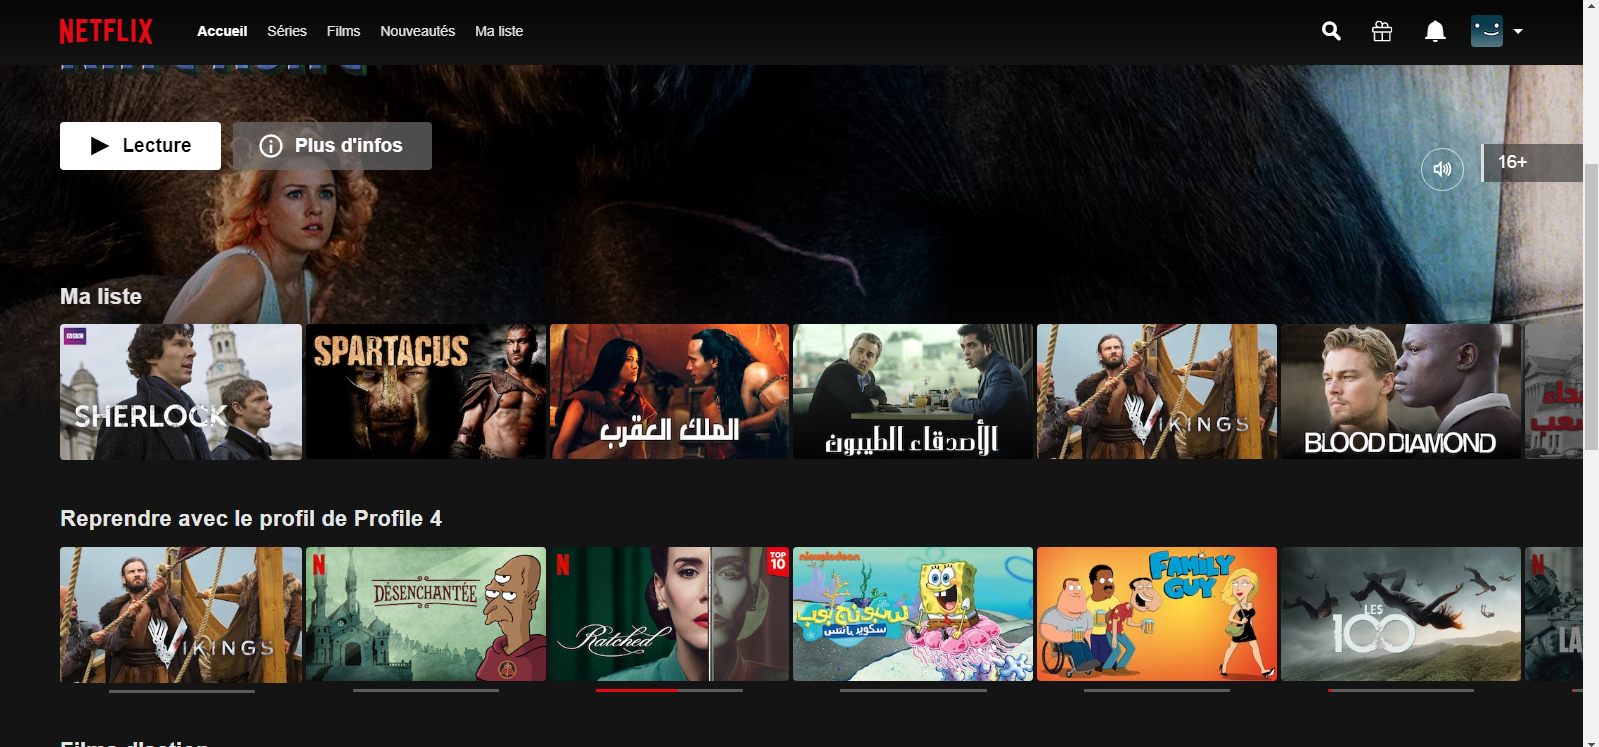 NETFLIX
Accueil
Séries
Films
Nouveautés
Ma liste
Lecture
Plus d'infos
16+
Ma liste
BBC
SHERLOCK
SPARTACUS
الملك العقرب
الأصدقاء الطيبون
VIKINGS
BLOOD DIAMOND
Reprendre avec le profil de Profile 4
VIKINGS
N
DÉSENCHANTÉE
N
Ratched
TOP
10
nickelodeon
سبونج بوب
سكوير بانتس
FAMILY
GUY
LES
100
N
LA
Films d'action